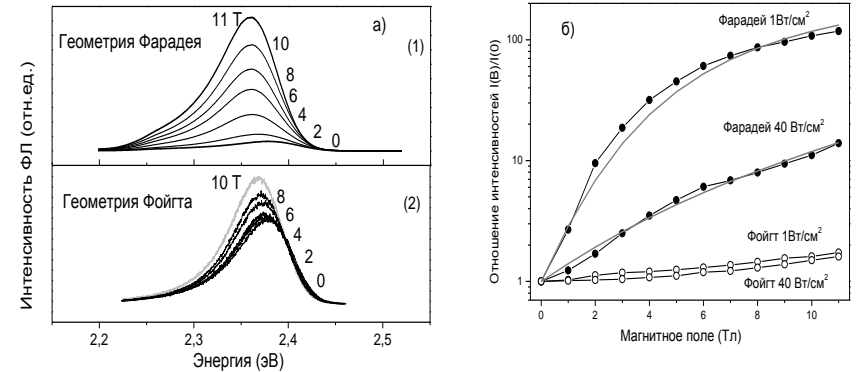 а)
11 Т
Геометрия Фарадея
(1)
10
8
6
4
2
0
Геометрия Фойгта
10 Т
(2)
8
6
4
2
0
Интенсивность ФЛ (отн.ед.)
2,2
2,3
2,4
2,5
Энергия (эВ)
б)
Фарадей 1Вт/см²
Фарадей 40 Вт/см²
Фойгт 1Вт/см²
Фойгт 40 Вт/см²
Отношение интенсивностей I(B)/I(0)
100
10
1
0
2
4
6
8
10
Магнитное поле (Тл)